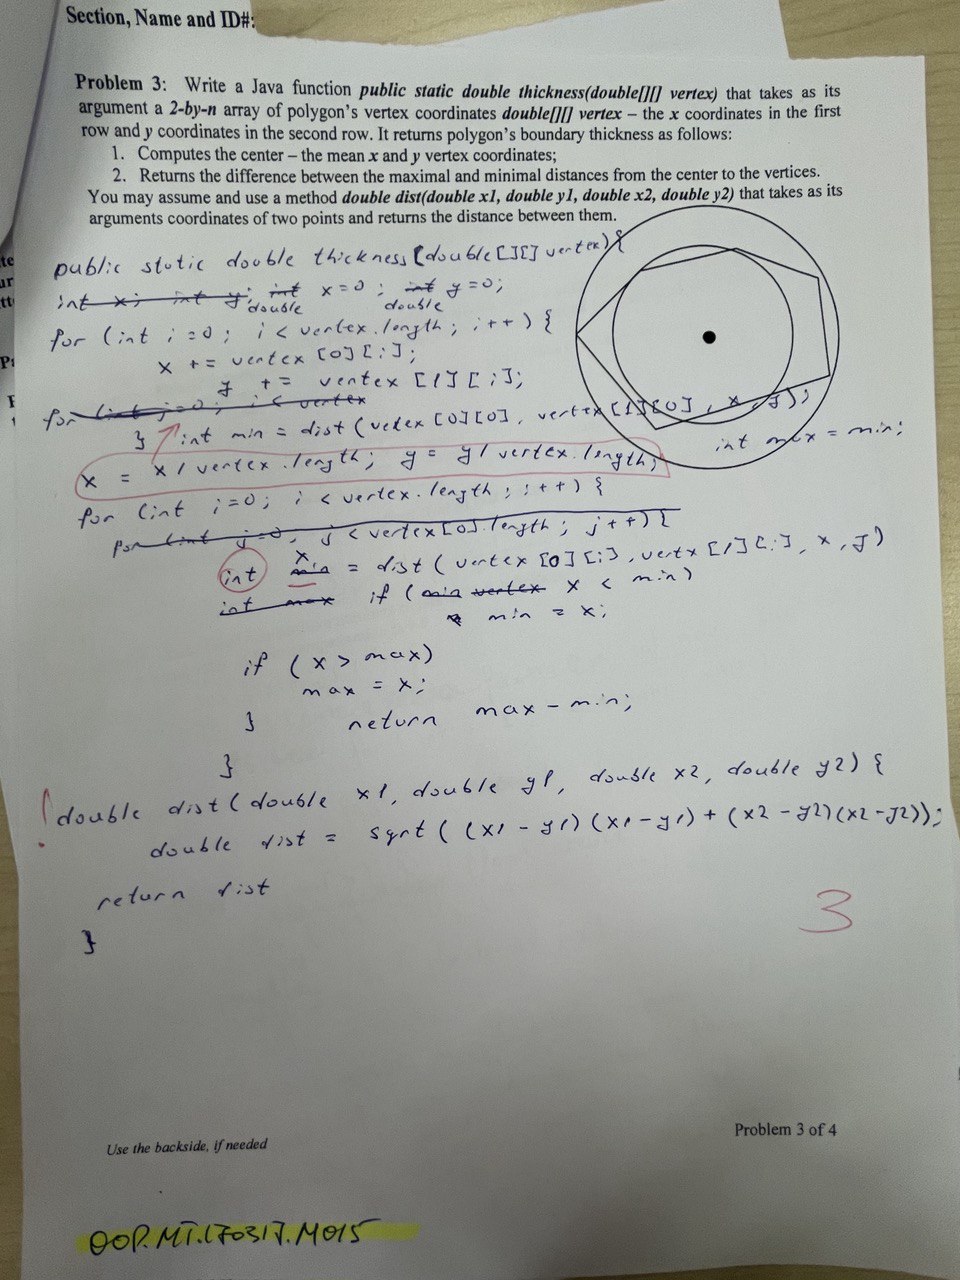 Section, Name and ID#:
Problem 3: Write a Java function public static double thickness(double[][] vertex) that takes as its
argument a 2-by-n array of polygon's vertex coordinates double[][] vertex – the x coordinates in the first
row and y coordinates in the second row. It returns polygon's boundary thickness as follows:
1. Computes the center – the mean x and y vertex coordinates;
2. Returns the difference between the maximal and minimal distances from the center to the vertices.
You may assume and use a method double dist(double x1, double y1, double x2, double y2) that takes as its
arguments coordinates of two points and returns the distance between them.
public static double thickness(double[][] vertex){
int x; int y; int x=0; int y=0;
double double
for (int i=0; i < vertex.length; i++) {
x += vertex [0][i];
y += vertex [1][i];
for (int j=0; i < vertex
} int min = dist(vetex[0][0], vertex[1][0], x, y);
int max = min;
x = x/vertex.length; y = y/vertex.length;
for (int i=0; i < vertex.length; i++) {
for (int j=0, j < vertex[0].length; j++){
x
int min = dist(vertex [0][i], vertx[1][i], x, y)
int max if (min vertex x < min)
min = x;
if (x > max)
max = x;
} return max - min;
}
! double dist(double x1, double y1, double x2, double y2) {
double dist = sqrt((x1-y1)(x1-y1)+(x2-y2)(x2-y2));
return dist
}
3
Use the backside, if needed
Problem 3 of 4
OOP.MT.170317.M015